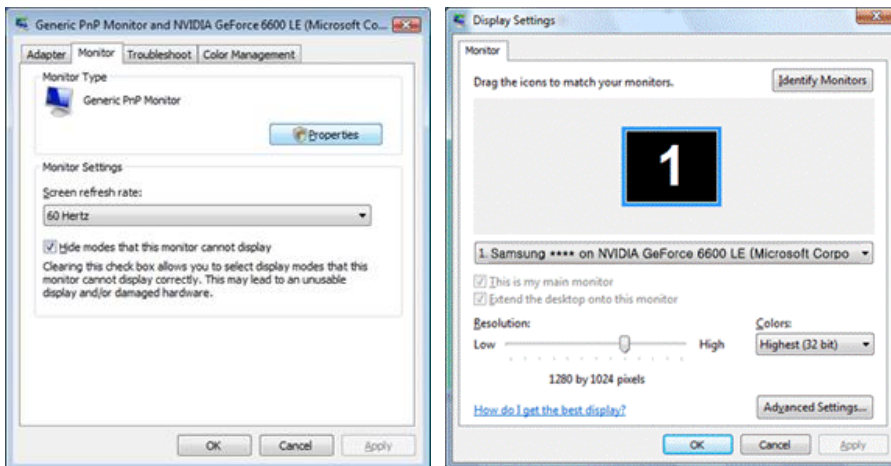 Generic PnP Monitor and NVIDIA GeForce 6600 LE (Microsoft Co...
Adapter Monitor Troubleshoot Color Management
Monitor Type
Generic PnP Monitor
Properties
Monitor Settings
Screen refresh rate:
60 Hertz
Hide modes that this monitor cannot display
Clearing this check box allows you to select display modes that this
monitor cannot display correctly. This may lead to an unusable
display and/or damaged hardware.
OK Cancel Apply
Display Settings
Monitor
Drag the icons to match your monitors.
Identify Monitors
1
1. Samsung **** on NVIDIA GeForce 6600 LE (Microsoft Corpo
This is my main monitor
Extend the desktop onto this monitor
Resolution:
Low High
1280 by 1024 pixels
Colors:
Highest (32 bit)
How do I get the best display?
Advanced Settings...
OK Cancel Apply